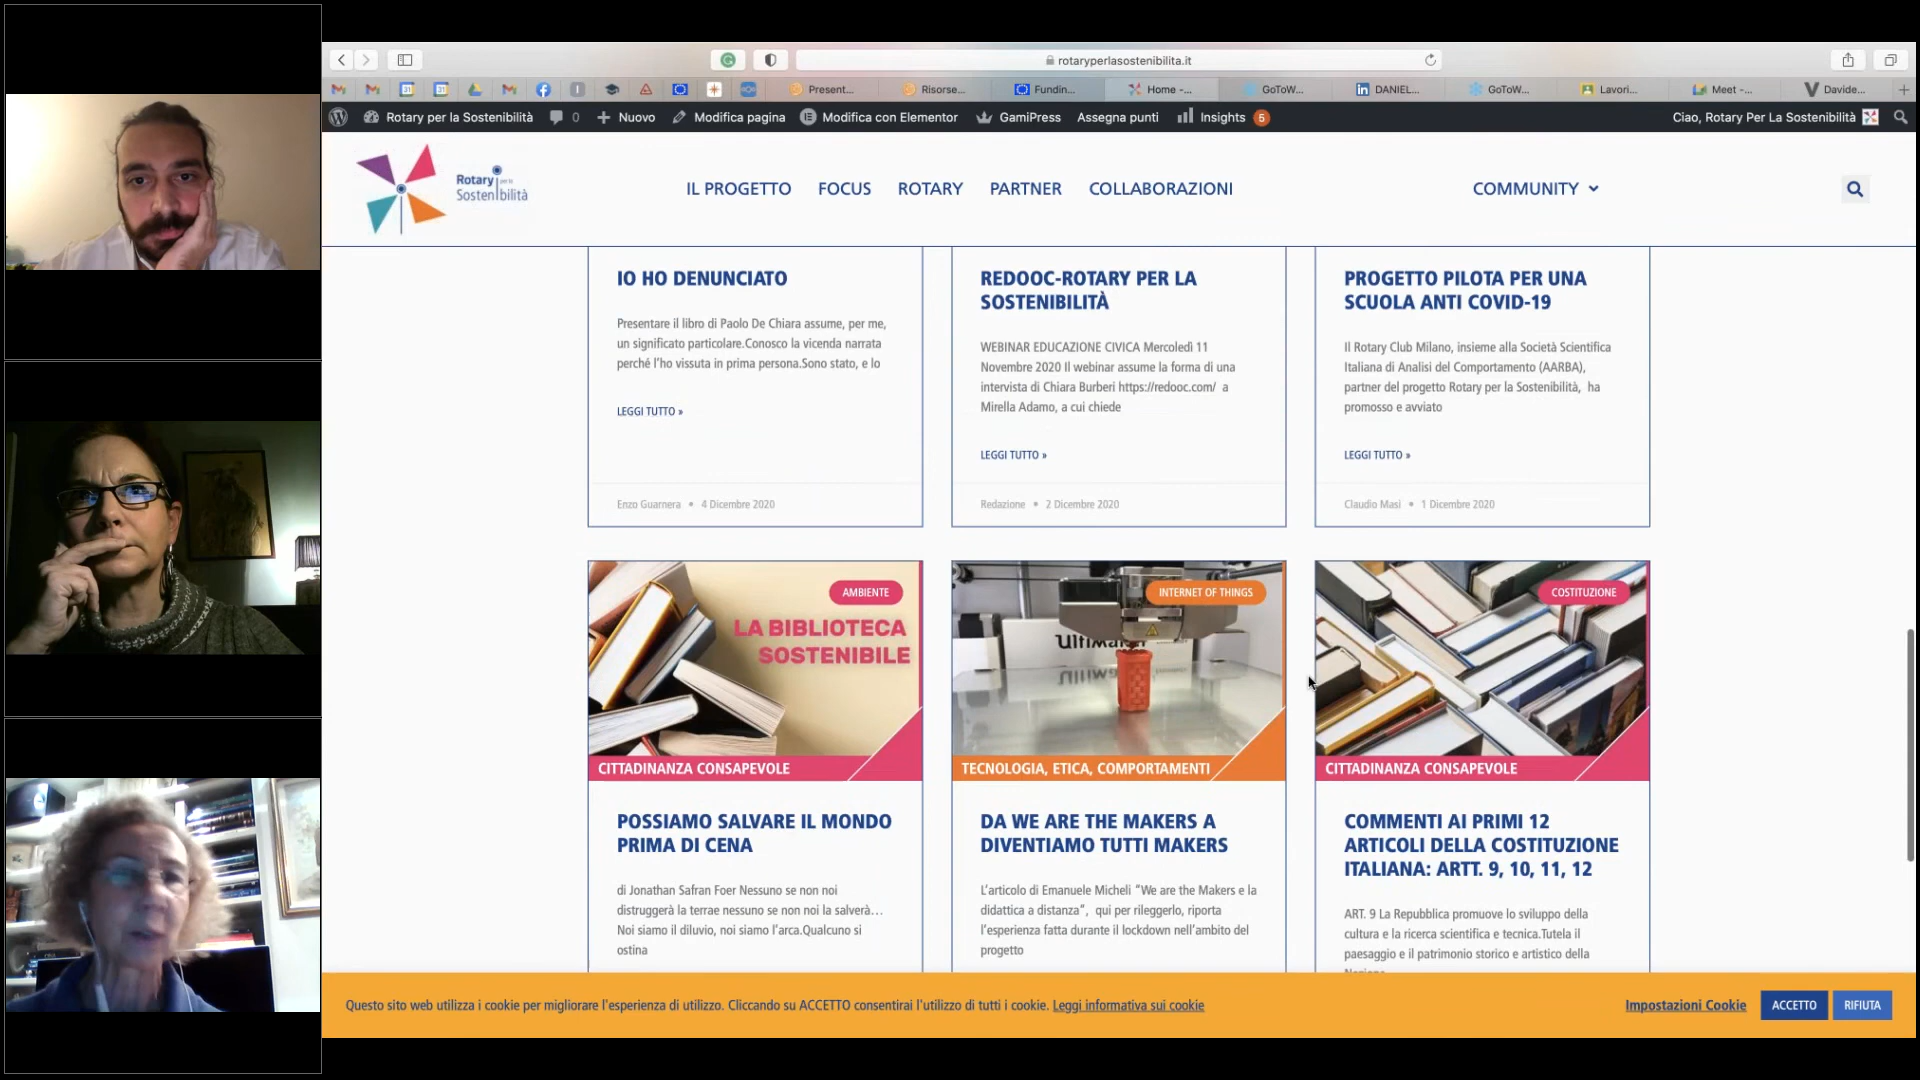 rotaryperlasostenibilita.it
Present...
Risorse...
Fundin...
Home -...
GoToW...
DANIEL...
GoToW...
Lavori...
Meet -...
Davide...
Rotary per la Sostenibilità
0
Nuovo
Modifica pagina
Modifica con Elementor
GamiPress
Assegna punti
Insights
5
Ciao, Rotary Per La Sostenibilità
Rotary per la
Sostenibilità
IL PROGETTO
FOCUS
ROTARY
PARTNER
COLLABORAZIONI
COMMUNITY
IO HO DENUNCIATO
Presentare il libro di Paolo De Chiara assume, per me,
un significato particolare.Conosco la vicenda narrata
perché l'ho vissuta in prima persona.Sono stato, e lo
LEGGI TUTTO »
Enzo Guarnera • 4 Dicembre 2020
REDOOC-ROTARY PER LA
SOSTENIBILITÀ
WEBINAR EDUCAZIONE CIVICA Mercoledì 11
Novembre 2020 Il webinar assume la forma di una
intervista di Chiara Burberi https://redooc.com/ a
Mirella Adamo, a cui chiede
LEGGI TUTTO »
Redazione • 2 Dicembre 2020
PROGETTO PILOTA PER UNA
SCUOLA ANTI COVID-19
Il Rotary Club Milano, insieme alla Società Scientifica
Italiana di Analisi del Comportamento (AARBA),
partner del progetto Rotary per la Sostenibilità, ha
promosso e avviato
LEGGI TUTTO »
Claudio Masi • 1 Dicembre 2020
AMBIENTE
LA BIBLIOTECA
SOSTENIBILE
CITTADINANZA CONSAPEVOLE
POSSIAMO SALVARE IL MONDO
PRIMA DI CENA
di Jonathan Safran Foer Nessuno se non noi
distruggerà la terrae nessuno se non noi la salverà…
Noi siamo il diluvio, noi siamo l'arca.Qualcuno si
ostina
INTERNET OF THINGS
TECNOLOGIA, ETICA, COMPORTAMENTI
DA WE ARE THE MAKERS A
DIVENTIAMO TUTTI MAKERS
L'articolo di Emanuele Micheli "We are the Makers e la
didattica a distanza", qui per rileggerlo, riporta
l'esperienza fatta durante il lockdown nell'ambito del
progetto
COSTITUZIONE
CITTADINANZA CONSAPEVOLE
COMMENTI AI PRIMI 12
ARTICOLI DELLA COSTITUZIONE
ITALIANA: ARTT. 9, 10, 11, 12
ART. 9 La Repubblica promuove lo sviluppo della
cultura e la ricerca scientifica e tecnica.Tutela il
paesaggio e il patrimonio storico e artistico della
Questo sito web utilizza i cookie per migliorare l'esperienza di utilizzo. Cliccando su ACCETTO consentirai l'utilizzo di tutti i cookie. Leggi informativa sui cookie
Impostazioni Cookie
ACCETTO
RIFIUTA